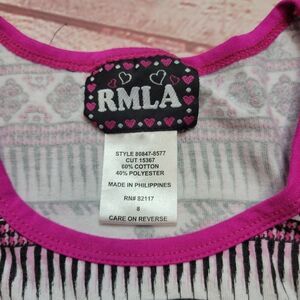 RMLA
STYLE 80847-8577
CUT 15367
60% COTTON
40% POLYESTER
MADE IN PHILIPPINES
RN# 82117
8
CARE ON REVERSE